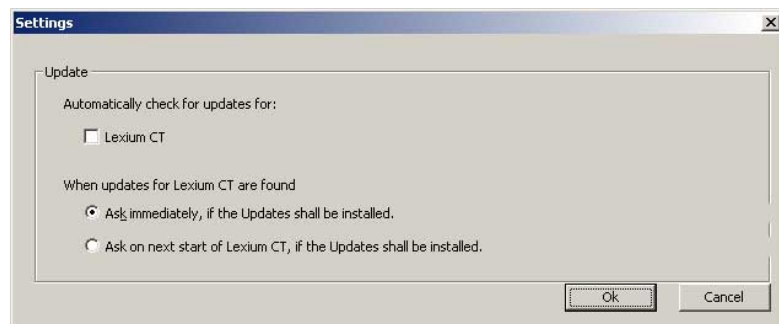 Settings
Update
Automatically check for updates for:
Lexium CT
When updates for Lexium CT are found
Ask immediately, if the Updates shall be installed.
Ask on next start of Lexium CT, if the Updates shall be installed.
Ok Cancel